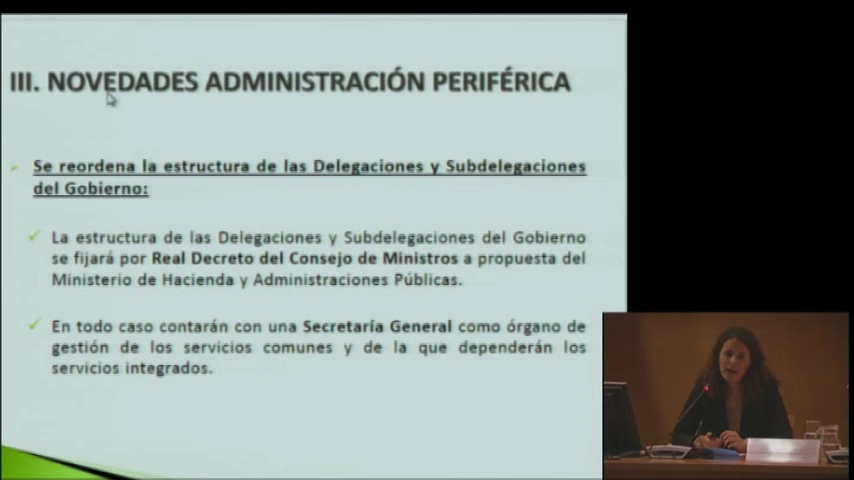 III. NOVEDADES ADMINISTRACIÓN PERIFÉRICA
Se reordena la estructura de las Delegaciones y Subdelegaciones
del Gobierno:
La estructura de las Delegaciones y Subdelegaciones del Gobierno
se fijará por Real Decreto del Consejo de Ministros a propuesta del
Ministerio de Hacienda y Administraciones Públicas.
En todo caso contarán con una Secretaría General como órgano de
gestión de los servicios comunes y de la que dependerán los
servicios integrados.